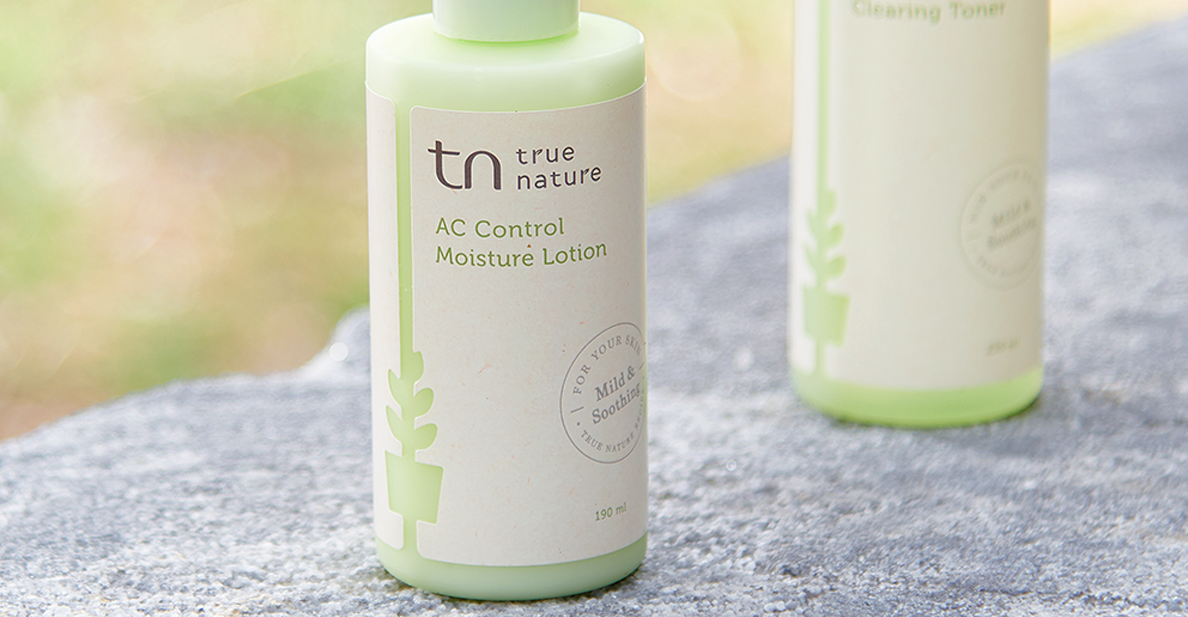 tn
true
nature
AC Control
Moisture Lotion
FOR YOUR SKIN
Mild &
Soothing
TRUE NATURE
190 ml
Clearing Toner
Mild &
Soothing